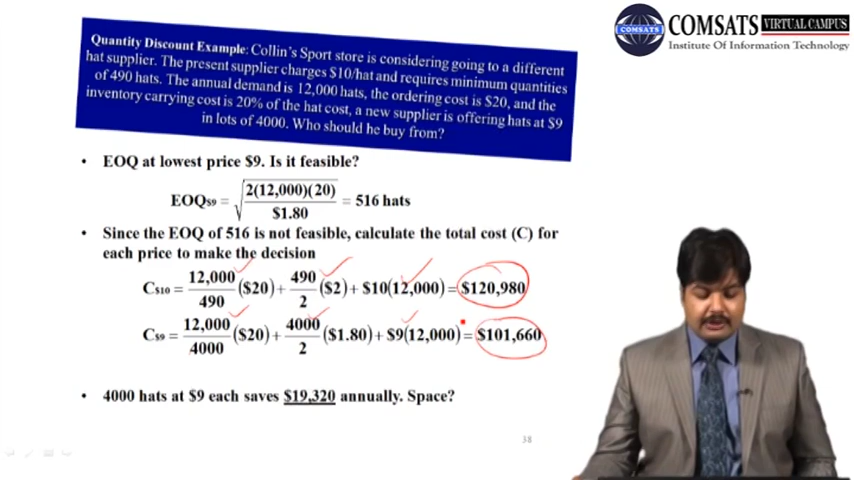 COMSATS VIRTUAL CAMPUS
Institute Of Information Technology
COMSATS
Quantity Discount Example: Collin's Sport store is considering going to a different
hat supplier. The present supplier charges $10/hat and requires minimum quantities
of 490 hats. The annual demand is 12,000 hats, the ordering cost is $20, and the
inventory carrying cost is 20% of the hat cost, a new supplier is offering hats at $9
in lots of 4000. Who should he buy from?
• EOQ at lowest price $9. Is it feasible?
EOQ$9 = √2(12,000)(20) / $1.80 = 516 hats
• Since the EOQ of 516 is not feasible, calculate the total cost (C) for
each price to make the decision
C$10 = 12,000/490 ($20) + 490/2 ($2) + $10(12,000) = $120,980
C$9 = 12,000/4000 ($20) + 4000/2 ($1.80) + $9(12,000) = $101,660
• 4000 hats at $9 each saves $19,320 annually. Space?
38